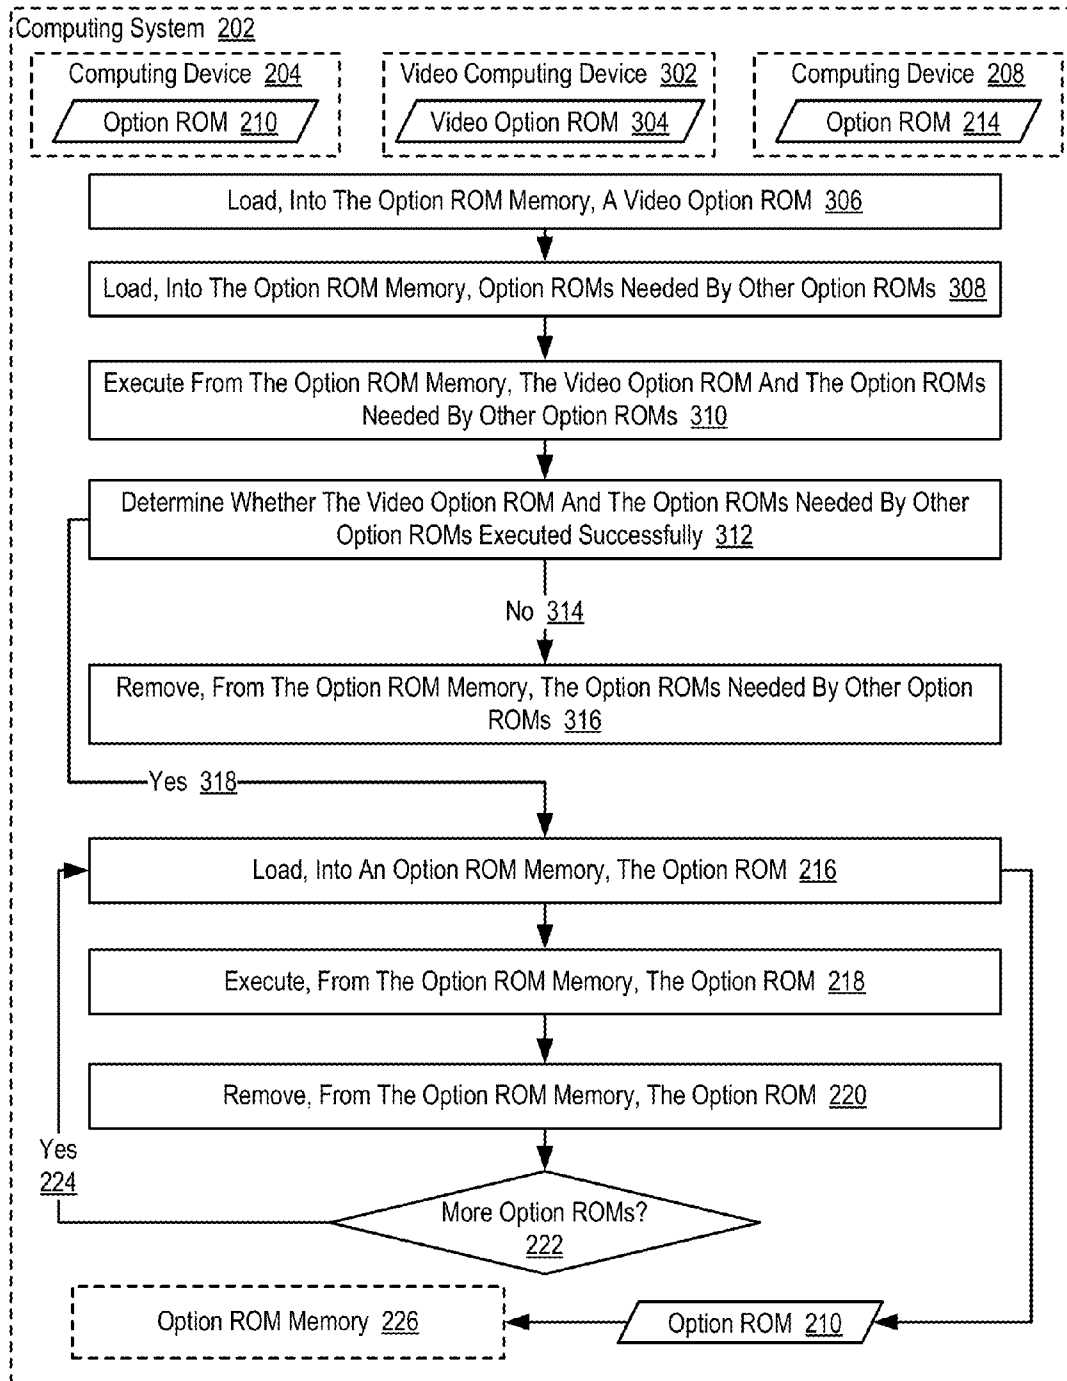 Computing System 202
Computing Device 204
Option ROM 210
Video Computing Device 302
Video Option ROM 304
Computing Device 208
Option ROM 214
Load, Into The Option ROM Memory, A Video Option ROM 306
Load, Into The Option ROM Memory, Option ROMs Needed By Other Option ROMs 308
Execute From The Option ROM Memory, The Video Option ROM And The Option ROMs
Needed By Other Option ROMs 310
Determine Whether The Video Option ROM And The Option ROMs Needed By Other
Option ROMs Executed Successfully 312
No 314
Remove, From The Option ROM Memory, The Option ROMs Needed By Other Option
ROMs 316
Yes 318
Load, Into An Option ROM Memory, The Option ROM 216
Execute, From The Option ROM Memory, The Option ROM 218
Remove, From The Option ROM Memory, The Option ROM 220
Yes
224
More Option ROMs?
222
Option ROM Memory 226
Option ROM 210